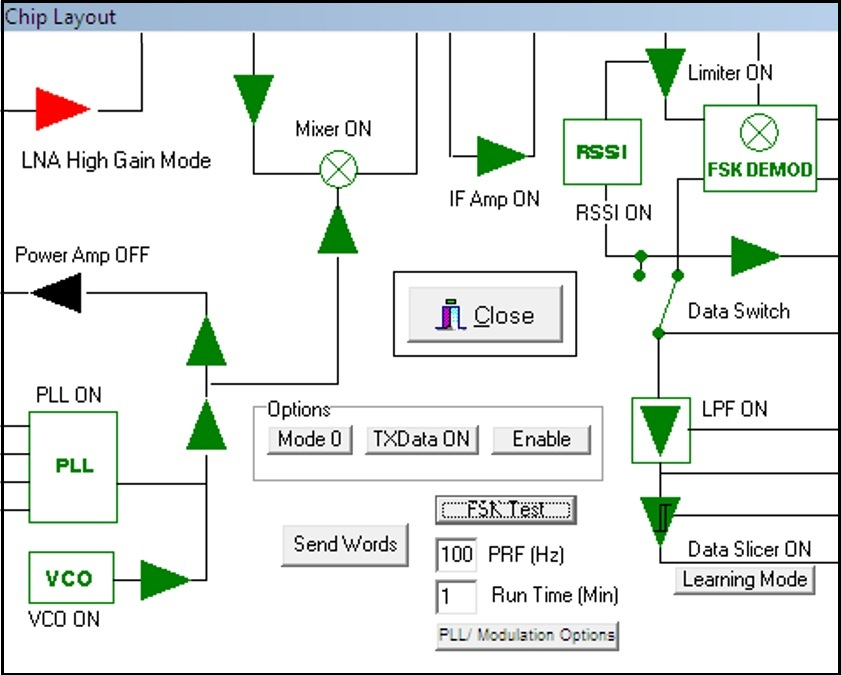 Chip Layout
Limiter ON
Mixer ON
LNA High Gain Mode
RSSI
FSK DEMOD
IF Amp ON
RSSI ON
Power Amp OFF
Close
Data Switch
PLL ON
Options
LPF ON
Mode 0
TXData ON
Enable
PLL
FSK Test
Send Words
100
PRF (Hz)
Data Slicer ON
VCO
Learning Mode
1
Run Time (Min)
VCO ON
PLL/ Modulation Options